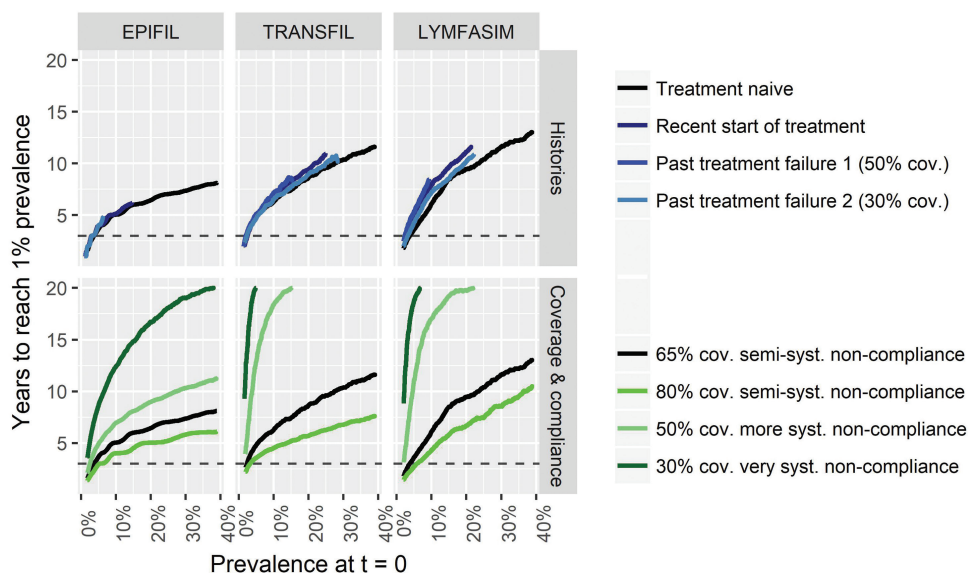 EPIFIL TRANSFIL LYMFASIM
Years to reach 1% prevalence
20
15
10
5
Histories
20
15
10
5
Coverage & compliance
0% 10% 20% 30% 40% 0% 10% 20% 30% 40% 0% 10% 20% 30% 40%
Prevalence at t = 0
Treatment naive
Recent start of treatment
Past treatment failure 1 (50% cov.)
Past treatment failure 2 (30% cov.)
65% cov. semi-syst. non-compliance
80% cov. semi-syst. non-compliance
50% cov. more syst. non-compliance
30% cov. very syst. non-compliance